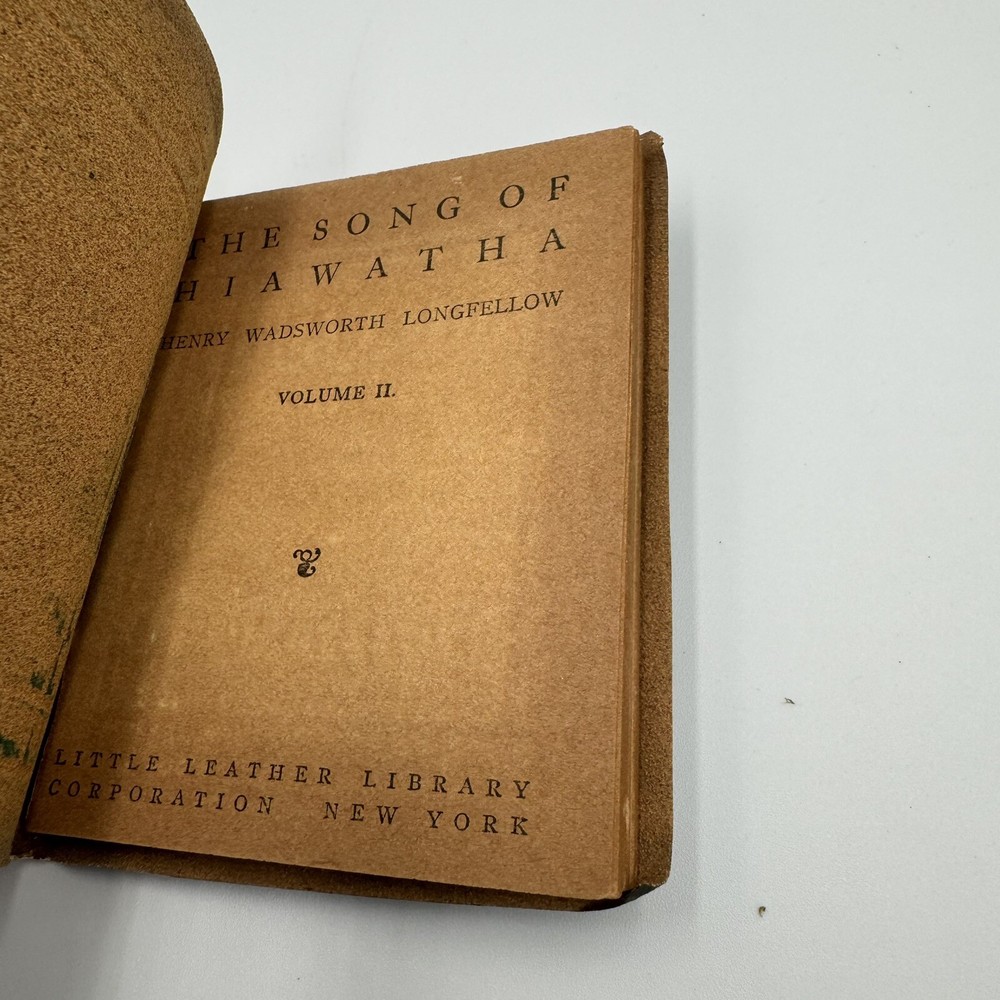 THE SONG OF
HIAWATHA
HENRY WADSWORTH LONGFELLOW
VOLUME II.
LITTLE LEATHER LIBRARY
CORPORATION NEW YORK